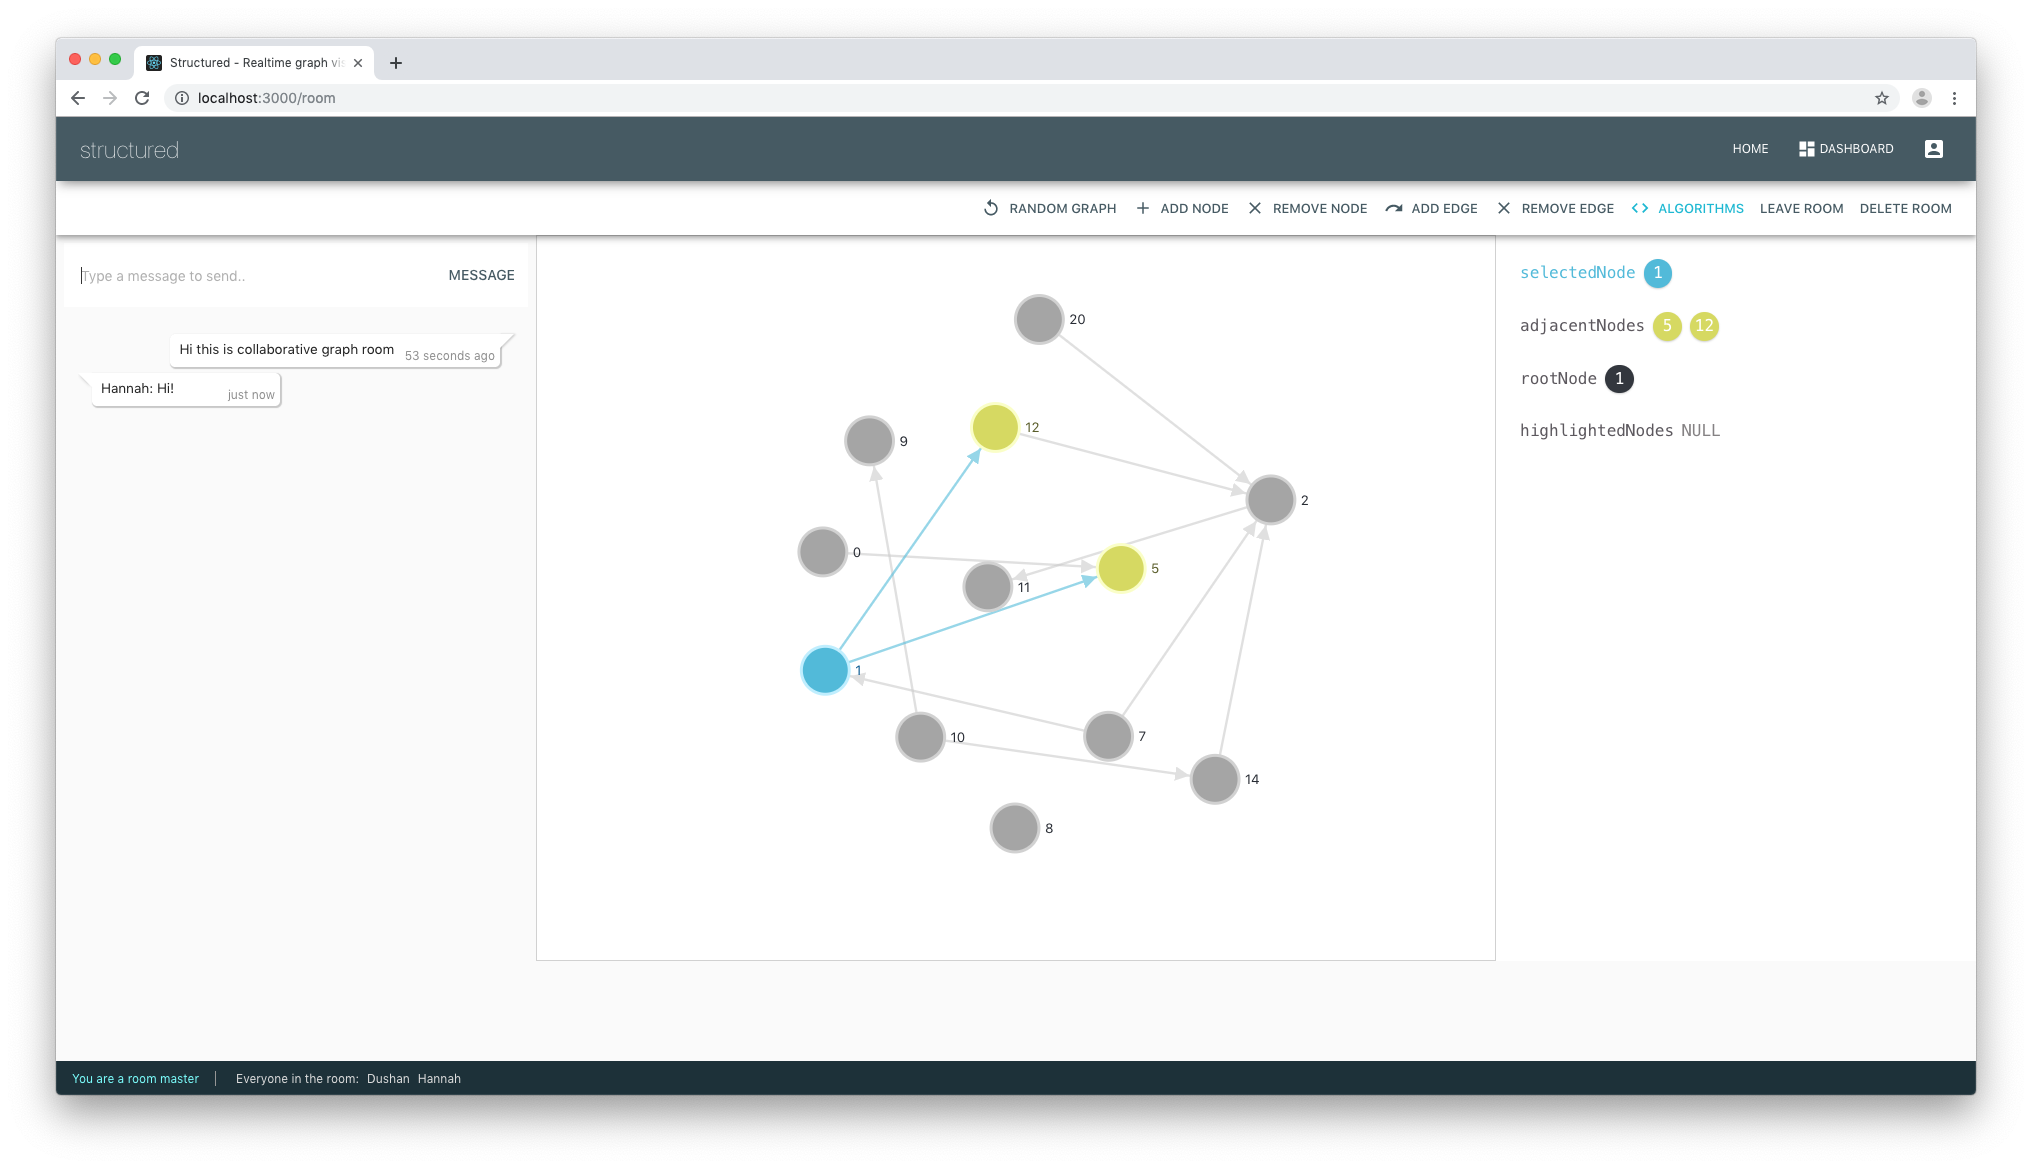 Structured - Realtime graph vis
localhost:3000/room
structured
HOME DASHBOARD
RANDOM GRAPH ADD NODE REMOVE NODE ADD EDGE REMOVE EDGE ALGORITHMS LEAVE ROOM DELETE ROOM
Type a message to send..
MESSAGE
Hi this is collaborative graph room 53 seconds ago
Hannah: Hi! just now
20
12
9
2
0
5
11
1
10
7
14
8
selectedNode 1
adjacentNodes 5 12
rootNode 1
highlightedNodes NULL
You are a room master
Everyone in the room: Dushan Hannah